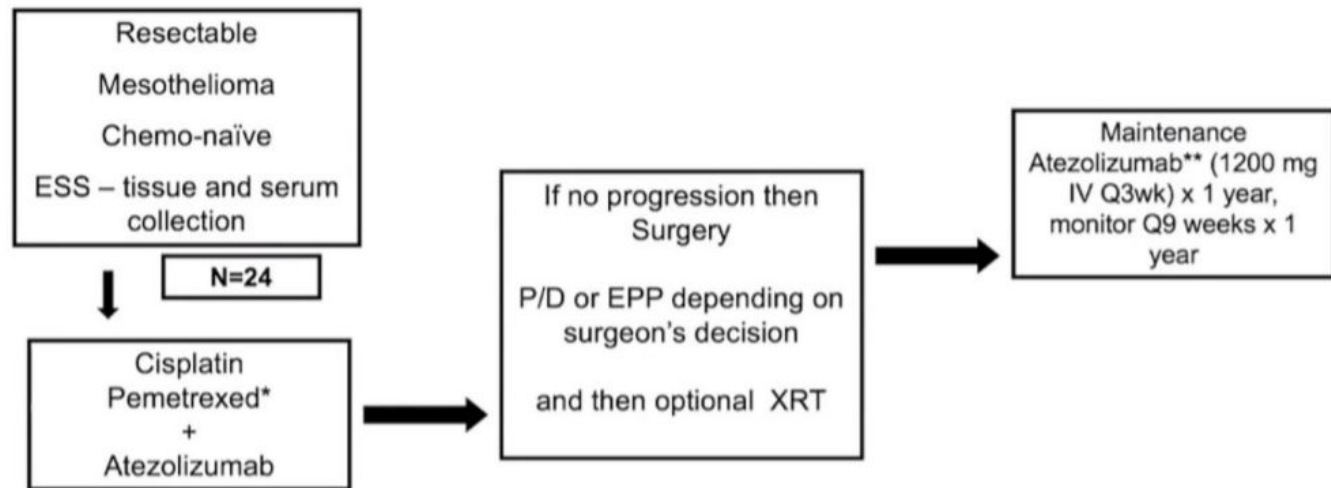 Resectable
Mesothelioma
Chemo-naïve
ESS – tissue and serum
collection
N=24
Cisplatin
Pemetrexed*
+
Atezolizumab
If no progression then
Surgery
P/D or EPP depending on
surgeon's decision
and then optional XRT
Maintenance
Atezolizumab** (1200 mg
IV Q3wk) x 1 year,
monitor Q9 weeks x 1
year